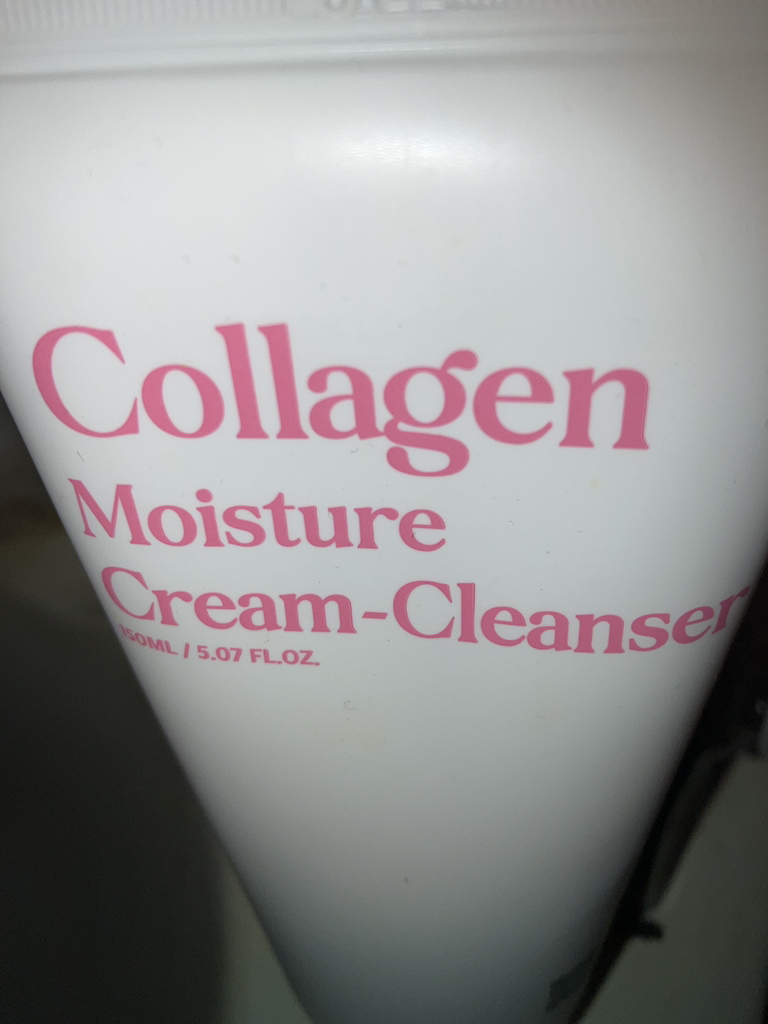 Collagen
Moisture
Cream-Cleanser
150ML / 5.07 FL.OZ.